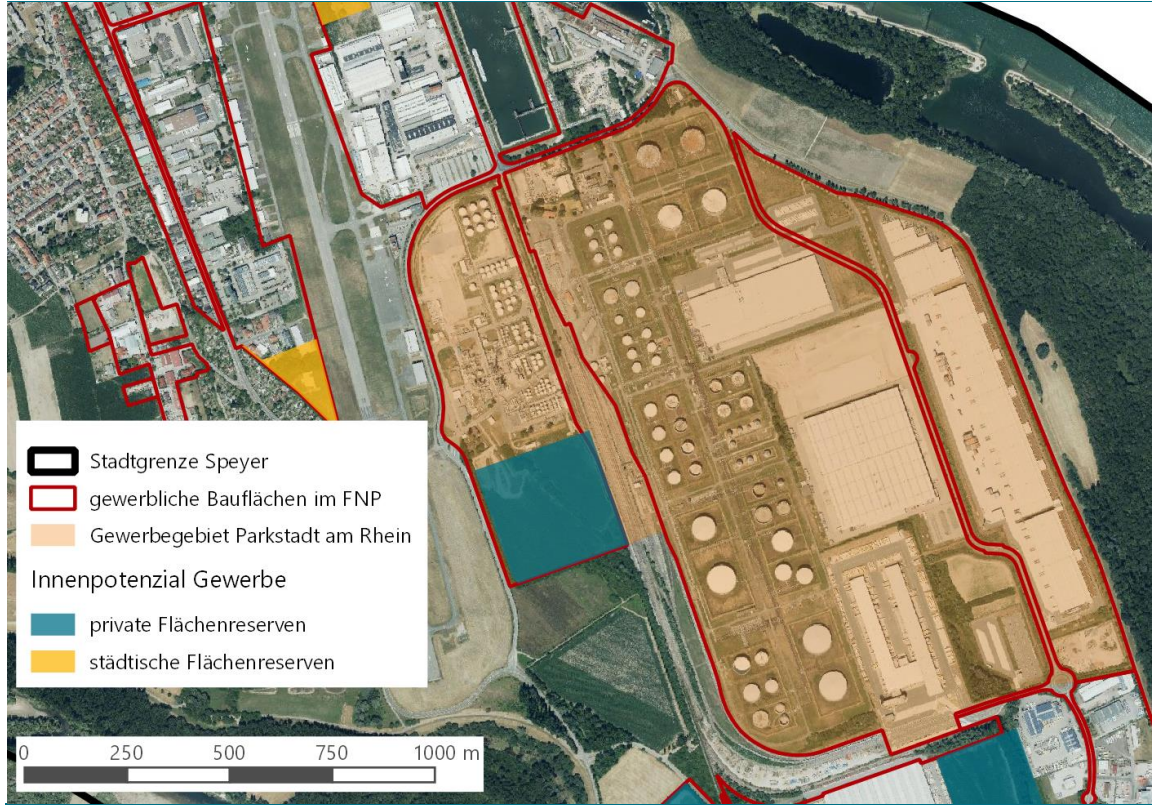 Stadtgrenze Speyer
gewerbliche Bauflächen im FNP
Gewerbegebiet Parkstadt am Rhein
Innenpotenzial Gewerbe
private Flächenreserven
städtische Flächenreserven
0 250 500 750 1000 m